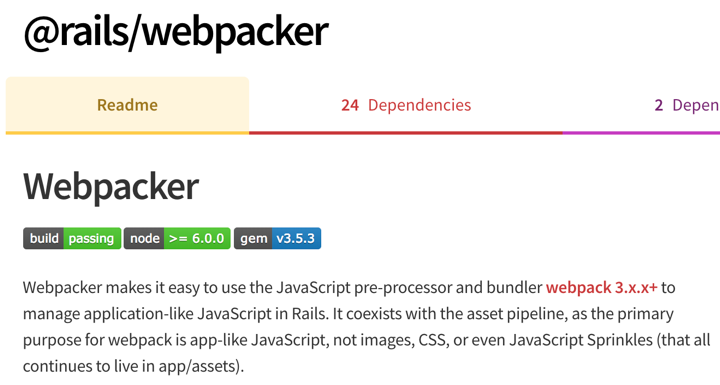 @rails/webpacker
Readme 24 Dependencies 2 Depen
Webpacker
build passing node >= 6.0.0 gem v3.5.3
Webpacker makes it easy to use the JavaScript pre-processor and bundler webpack 3.x.x+ to
manage application-like JavaScript in Rails. It coexists with the asset pipeline, as the primary
purpose for webpack is app-like JavaScript, not images, CSS, or even JavaScript Sprinkles (that all
continues to live in app/assets).